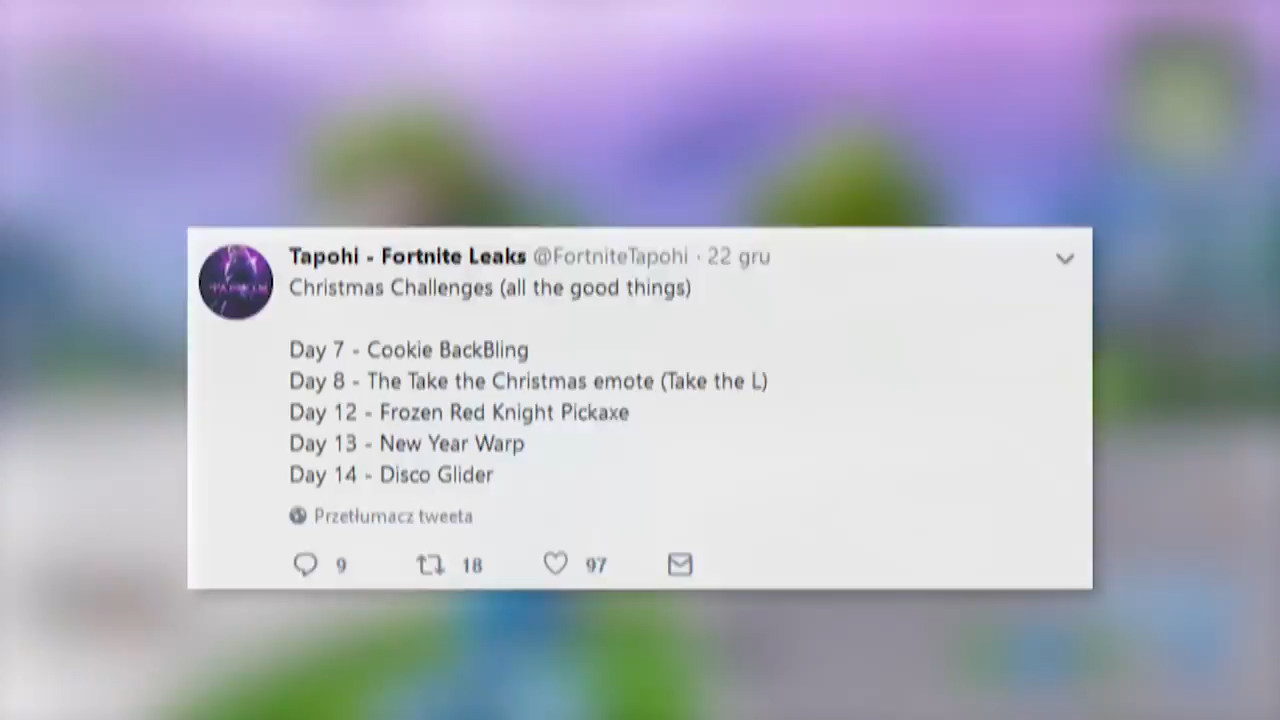 Tapohi - Fortnite Leaks @FortniteTapohi · 22 gru
Christmas Challenges (all the good things)
Day 7 - Cookie BackBling
Day 8 - The Take the Christmas emote (Take the L)
Day 12 - Frozen Red Knight Pickaxe
Day 13 - New Year Warp
Day 14 - Disco Glider
Przetłumacz tweeta
9 18 97